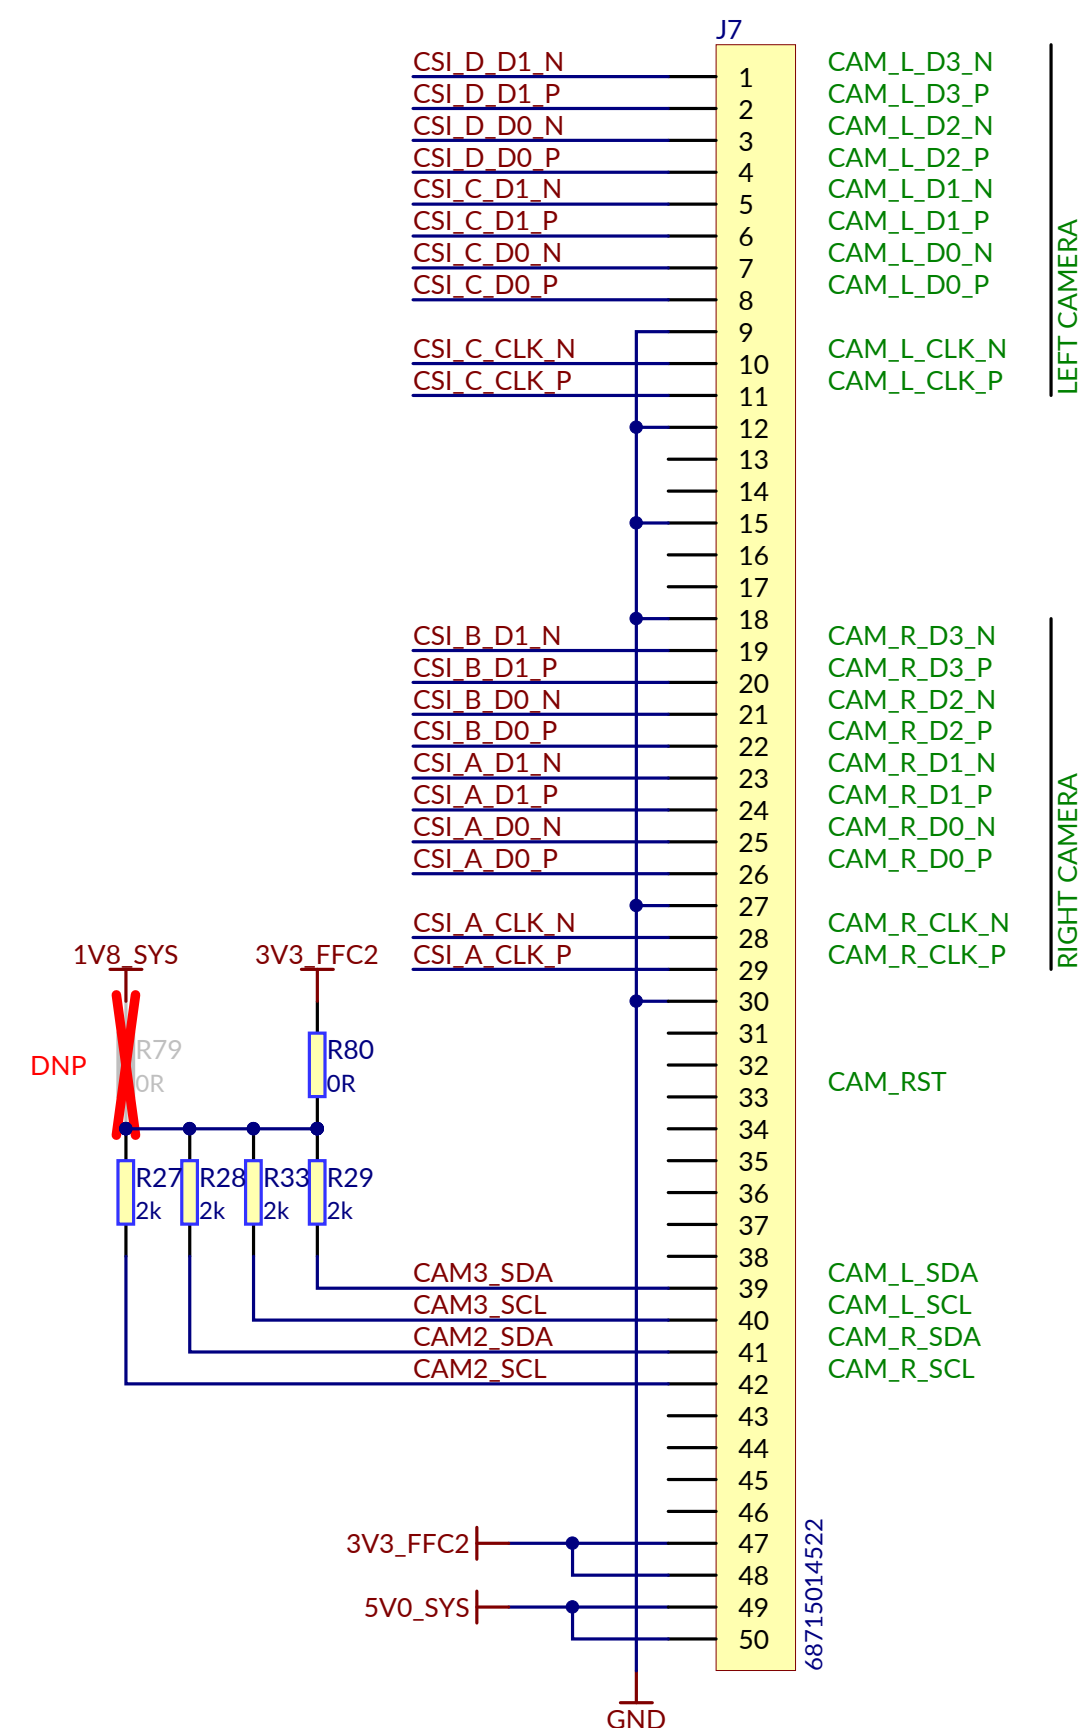 J7
CSI_D_D1_N 1 CAM_L_D3_N
CSI_D_D1_P 2 CAM_L_D3_P
CSI_D_D0_N 3 CAM_L_D2_N
CSI_D_D0_P 4 CAM_L_D2_P
CSI_C_D1_N 5 CAM_L_D1_N
CSI_C_D1_P 6 CAM_L_D1_P
CSI_C_D0_N 7 CAM_L_D0_N
CSI_C_D0_P 8 CAM_L_D0_P
9
CSI_C_CLK_N 10 CAM_L_CLK_N
CSI_C_CLK_P 11 CAM_L_CLK_P
LEFT CAMERA
12
13
14
15
16
17
18
CSI_B_D1_N 19 CAM_R_D3_N
CSI_B_D1_P 20 CAM_R_D3_P
CSI_B_D0_N 21 CAM_R_D2_N
CSI_B_D0_P 22 CAM_R_D2_P
CSI_A_D1_N 23 CAM_R_D1_N
CSI_A_D1_P 24 CAM_R_D1_P
CSI_A_D0_N 25 CAM_R_D0_N
CSI_A_D0_P 26 CAM_R_D0_P
27
CSI_A_CLK_N 28 CAM_R_CLK_N
CSI_A_CLK_P 29 CAM_R_CLK_P
RIGHT CAMERA
1V8_SYS 3V3_FFC2
30
31
32
CAM_RST
33
34
35
36
37
38
DNP
R79 R80
0R 0R
R27 R28 R33 R29
2k 2k 2k 2k
CAM3_SDA 39 CAM_L_SDA
CAM3_SCL 40 CAM_L_SCL
CAM2_SDA 41 CAM_R_SDA
CAM2_SCL 42 CAM_R_SCL
43
44
45
46
3V3_FFC2 47
48
5V0_SYS 49
50
68715014522
GND